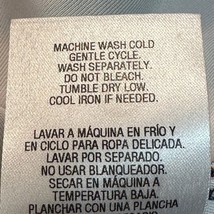 MACHINE WASH COLD
GENTLE CYCLE.
WASH SEPARATELY.
DO NOT BLEACH.
TUMBLE DRY LOW.
COOL IRON IF NEEDED.
LAVAR A MÁQUINA EN FRÍO Y
EN CICLO PARA ROPA DELICADA.
LAVAR POR SEPARADO.
NO USAR BLANQUEADOR.
SECAR EN MÁQUINA A
TEMPERATURA BAJA.
PLANCHAR CON UNA PLANCHA